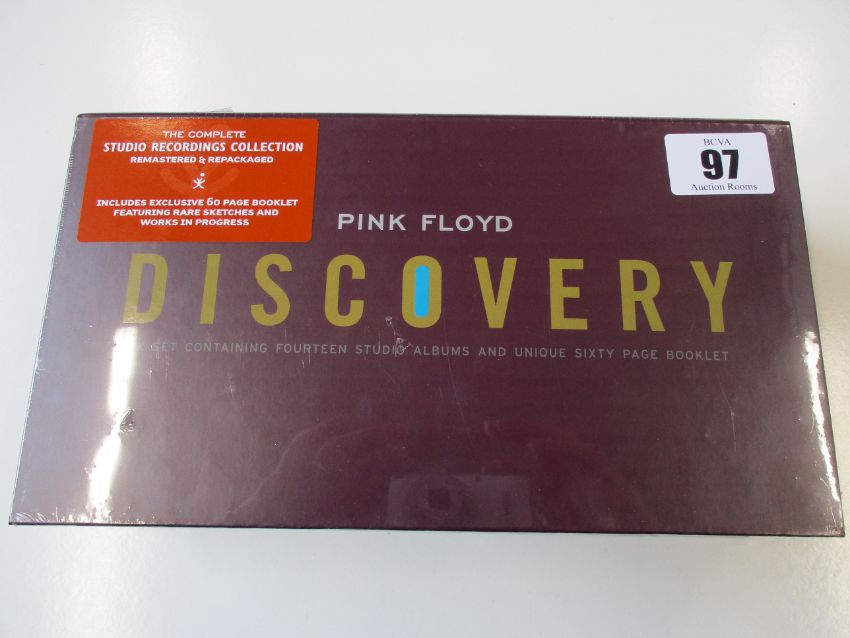 THE COMPLETE
STUDIO RECORDINGS COLLECTION
REMASTERED & REPACKAGED
INCLUDES EXCLUSIVE 60 PAGE BOOKLET
FEATURING RARE SKETCHES AND
WORKS IN PROGRESS
BCVA
97
Auction Rooms
PINK FLOYD
DISCOVERY
SET CONTAINING FOURTEEN STUDIO ALBUMS AND UNIQUE SIXTY PAGE BOOKLET